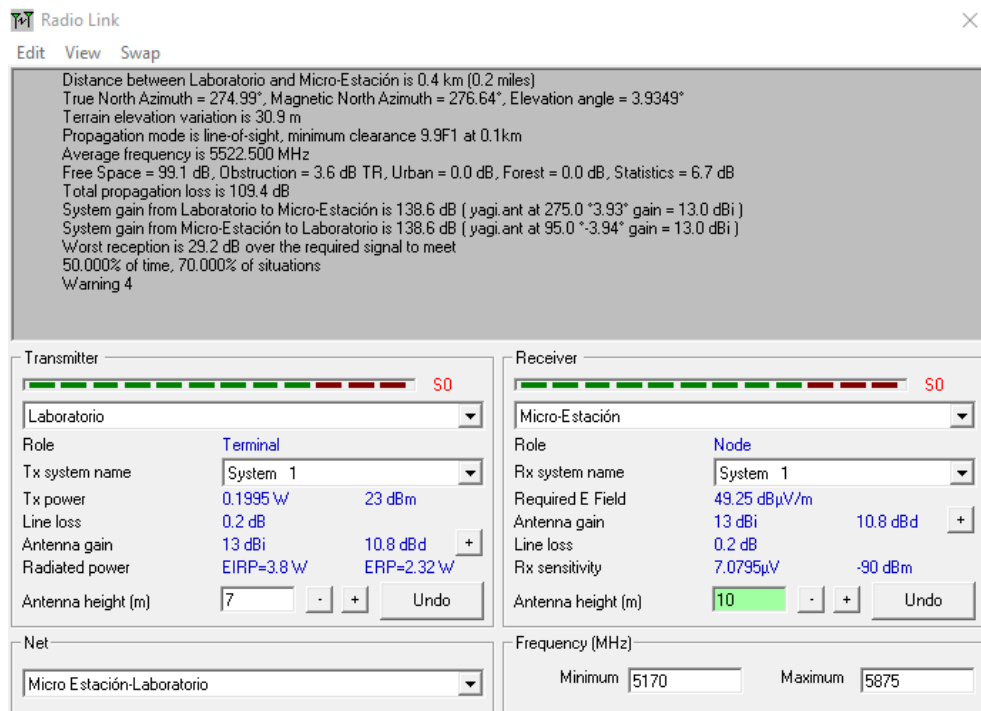 Radio Link
Edit View Swap
Distance between Laboratorio and Micro-Estación is 0.4 km (0.2 miles)
True North Azimuth = 274.99°, Magnetic North Azimuth = 276.64°, Elevation angle = 3.9349°
Terrain elevation variation is 30.9 m
Propagation mode is line-of-sight, minimum clearance 9.9F1 at 0.1km
Average frequency is 5522.500 MHz
Free Space = 99.1 dB, Obstruction = 3.6 dB TR, Urban = 0.0 dB, Forest = 0.0 dB, Statistics = 6.7 dB
Total propagation loss is 109.4 dB
System gain from Laboratorio to Micro-Estación is 138.6 dB ( yagi.ant at 275.0 °3.93° gain = 13.0 dBi )
System gain from Micro-Estación to Laboratorio is 138.6 dB ( yagi.ant at 95.0 °-3.94° gain = 13.0 dBi )
Worst reception is 29.2 dB over the required signal to meet
50.000% of time, 70.000% of situations
Warning 4
Transmitter
S0
Laboratorio
Role Terminal
Tx system name System 1
Tx power 0.1995 W 23 dBm
Line loss 0.2 dB
Antenna gain 13 dBi 10.8 dBd +
Radiated power EIRP=3.8 W ERP=2.32 W
Antenna height (m) 7 - + Undo
Net
Micro Estación-Laboratorio
Receiver
S0
Micro-Estación
Role Node
Rx system name System 1
Required E Field 49.25 dBµV/m
Antenna gain 13 dBi 10.8 dBd +
Line loss 0.2 dB
Rx sensitivity 7.0795µV -90 dBm
Antenna height (m) 10 - + Undo
Frequency (MHz)
Minimum 5170 Maximum 5875